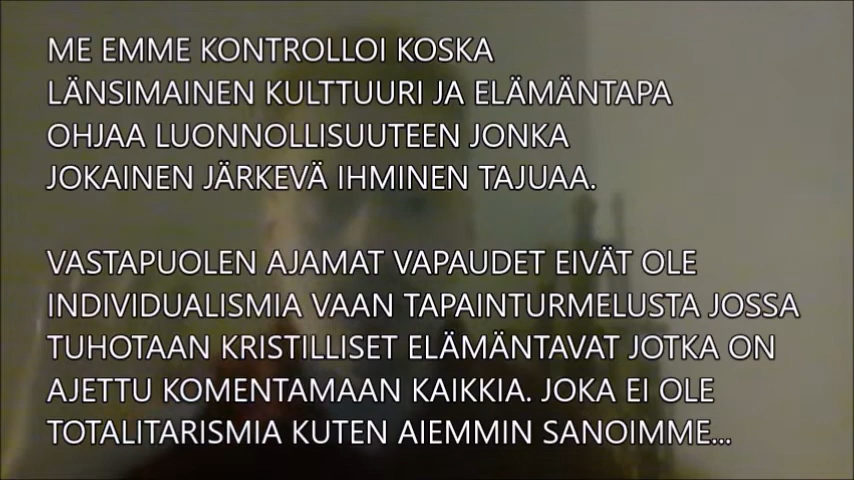 ME EMME KONTROLLOI KOSKA
LÄNSIMAINEN KULTTUURI JA ELÄMÄNTAPA
OHJAA LUONNOLLISUUTEEN JONKA
JOKAINEN JÄRKEVÄ IHMINEN TAJUAA.
VASTAPUOLEN AJAMAT VAPAUDET EIVÄT OLE
INDIVIDUALISMIA VAAN TAPAINTURMELUSTA JOSSA
TUHOTAAN KRISTILLISET ELÄMÄNTAVAT JOTKA ON
AJETTU KOMENTAMAAN KAIKKIA. JOKA EI OLE
TOTALITARISMIA KUTEN AIEMMIN SANOIMME...